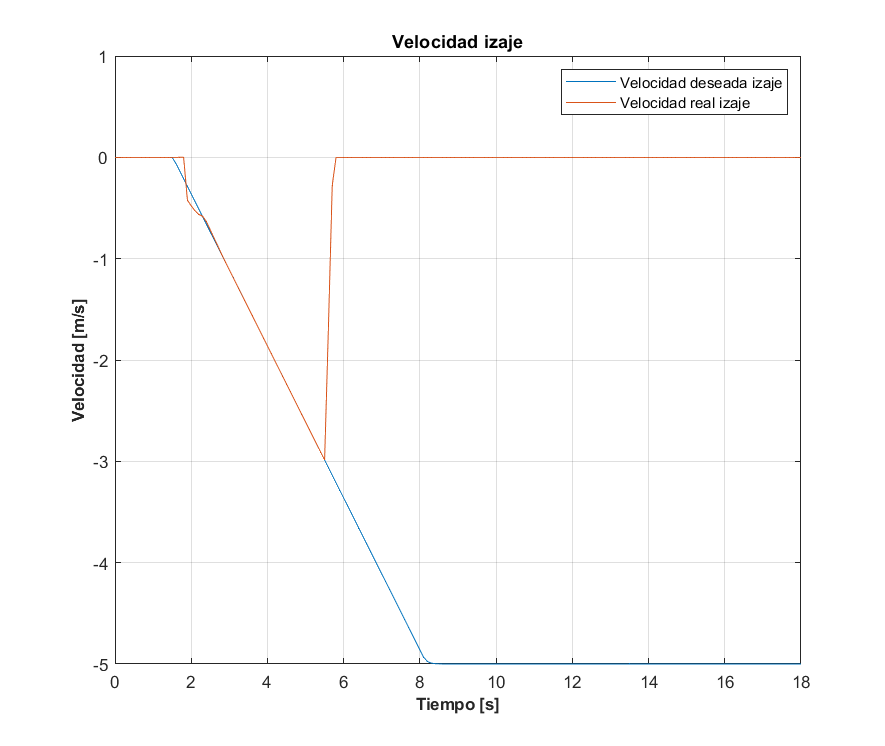 Velocidad izaje
Velocidad deseada izaje
Velocidad real izaje
1
0
-1
-2
-3
-4
-5
Velocidad [m/s]
0 2 4 6 8 10 12 14 16 18
Tiempo [s]